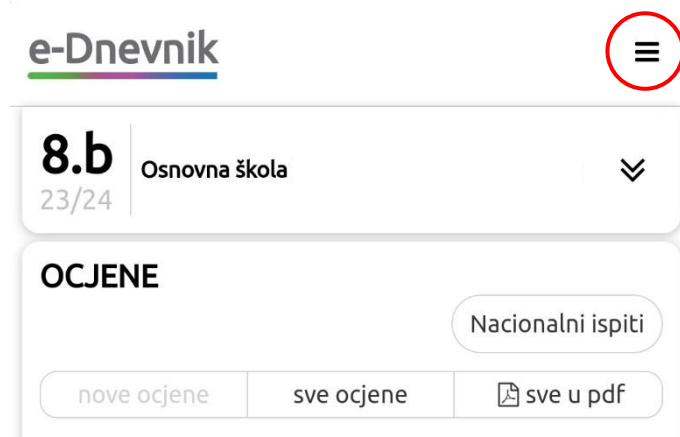 e-Dnevnik
8.b
23/24
Osnovna škola
OCJENE
Nacionalni ispiti
nove ocjene
sve ocjene
sve u pdf